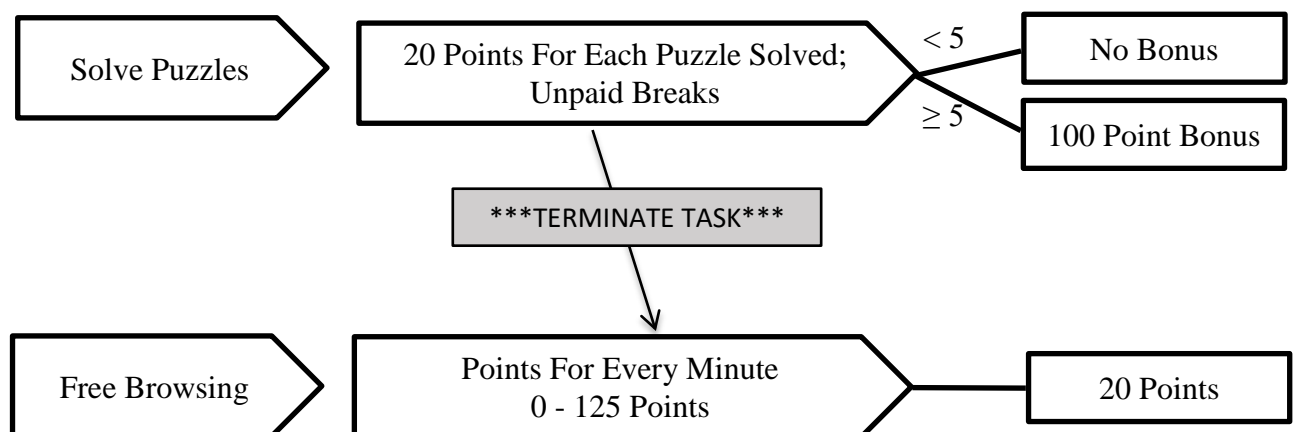 Solve Puzzles
20 Points For Each Puzzle Solved;
Unpaid Breaks
< 5
No Bonus
≥ 5
100 Point Bonus
***TERMINATE TASK***
Free Browsing
Points For Every Minute
0 - 125 Points
20 Points